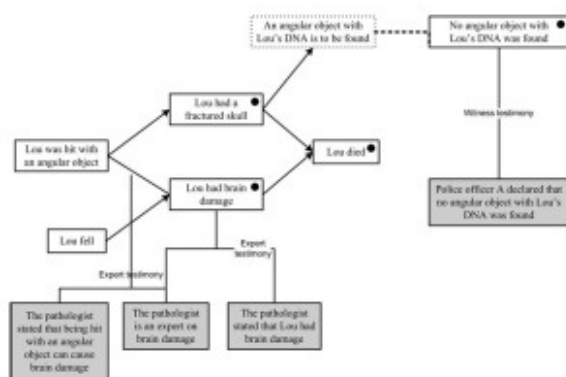 An angular object with
Lou's DNA is to be found
No angular object with
Lou's DNA was found
Lou had a
fractured skull
Witness testimony
Lou was hit with
an angular object
Lou died
Lou had brain
damage
Police officer A declared that
no angular object with Lou's
DNA was found
Lou fell
Expert
testimony
Expert testimony
The pathologist
stated that being hit
with an angular
object can cause
brain damage
The pathologist
is an expert on
brain damage
The pathologist
stated that Lou had
brain damage